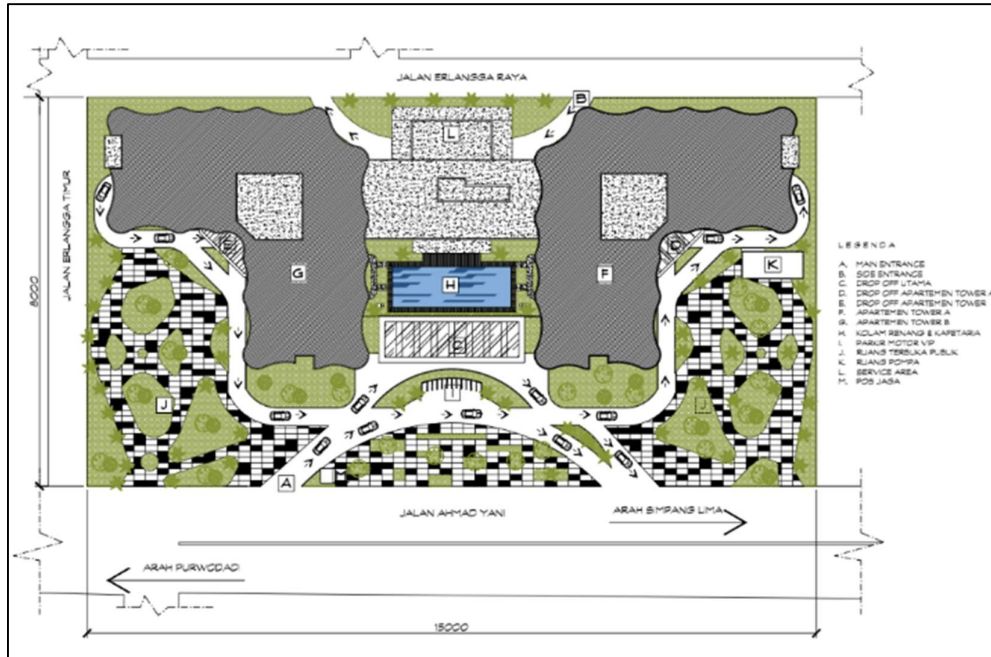 JALAN ERLANGGA RAYA
B
L
JALAN ERLANGGA TIMUR
8000
E
D
K
G
H
F
C
I
J
J
M
A
JALAN AHMAD YANI
ARAH SIMPANG LIMA
ARAH PURWODADI
15000
LEGENDA
A. MAIN ENTRANCE
B. SIDE ENTRANCE
C. DROP OFF UTAMA
D. DROP OFF APARTEMEN TOWER A
E. DROP OFF APARTEMEN TOWER
F. APARTEMEN TOWER A
G. APARTEMEN TOWER B
H. KOLAM RENANG & KAFETARIA
I. PARKIR MOTOR VIP
J. RUANG TERBUKA PUBLIK
K. RUANG POMPA
L. SERVICE AREA
M. POS JAGA